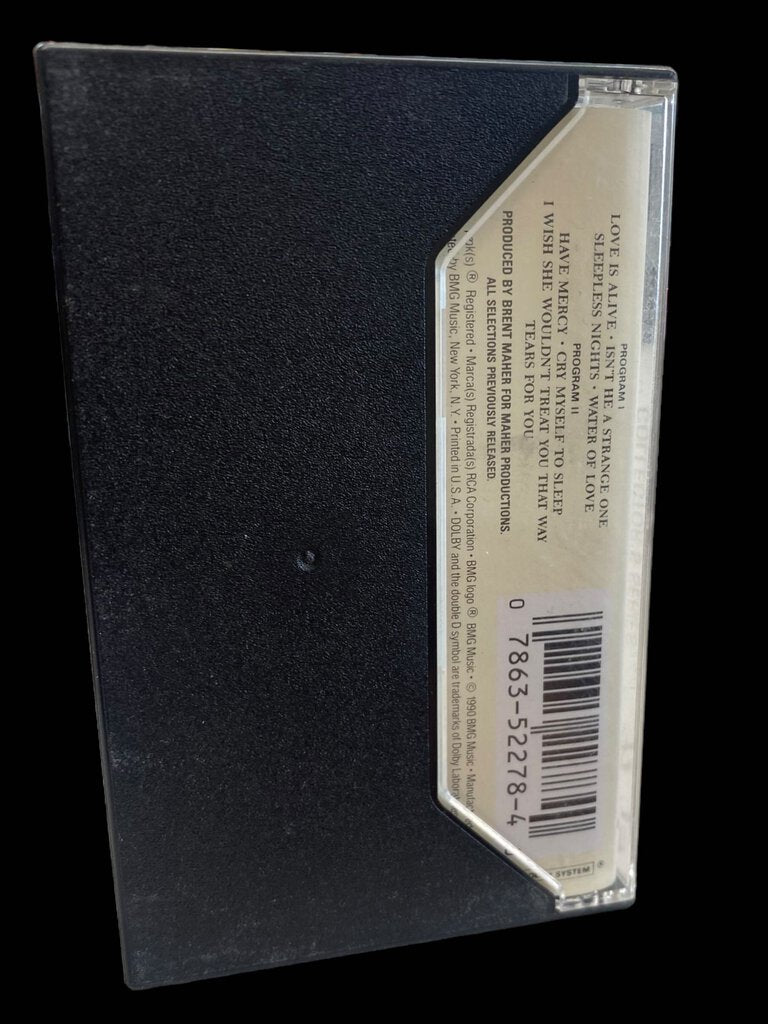 PROGRAM I
LOVE IS ALIVE • ISN'T HE A STRANGE ONE
SLEEPLESS NIGHTS • WATER OF LOVE
PROGRAM II
HAVE MERCY • CRY MYSELF TO SLEEP
I WISH SHE WOULDN'T TREAT YOU THAT WAY
TEARS FOR YOU
PRODUCED BY BRENT MAHER FOR MAHER PRODUCTIONS.
ALL SELECTIONS PREVIOUSLY RELEASED.
(s) ® Registered • Marca(s) Registrada(s) RCA Corporation • BMG logo ® BMG Music • © 1990 BMG Music • Manufac
by BMG Music, New York, N.Y. • Printed in U.S.A. • DOLBY and the double D symbol are trademarks of Dolby Labora
0 7863-52278-4
SYSTEM ®